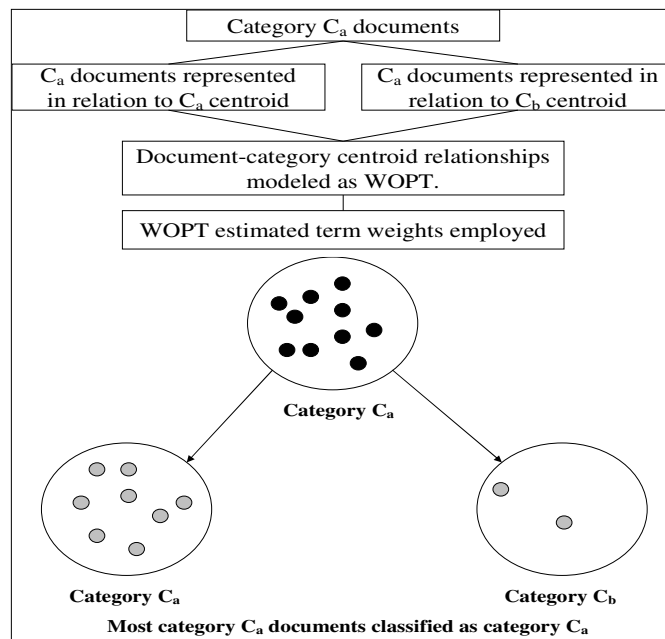 Category Ca documents
Ca documents represented
in relation to Ca centroid
Ca documents represented in
relation to Cb centroid
Document-category centroid relationships
modeled as WOPT.
WOPT estimated term weights employed
Category Ca
Category Ca
Category Cb
Most category Ca documents classified as category Ca